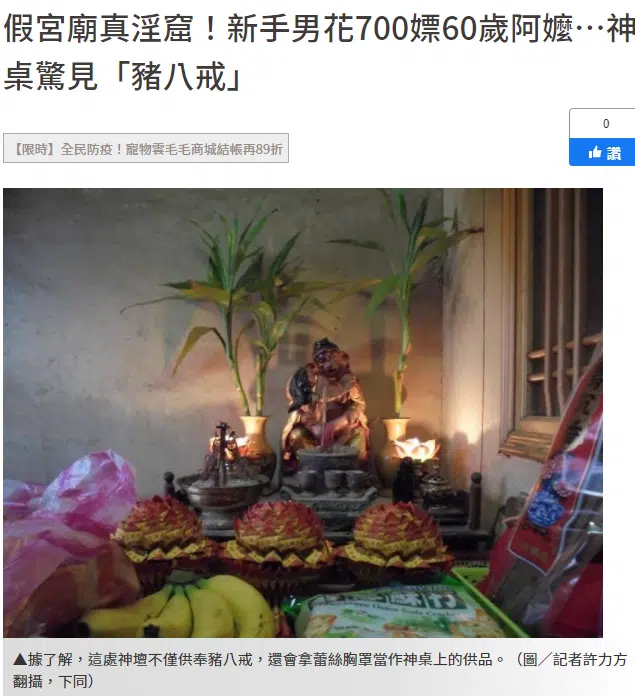 假宮廟真淫窟！新手男花700嫖60歲阿嬤…神
桌驚見「豬八戒」
0
【限時】全民防疫！寵物雲毛毛商城結帳再89折
讚
▲據了解，這處神壇不僅供奉豬八戒，還會拿蕾絲胸罩當作神桌上的供品。（圖／記者許力方
翻攝，下同）